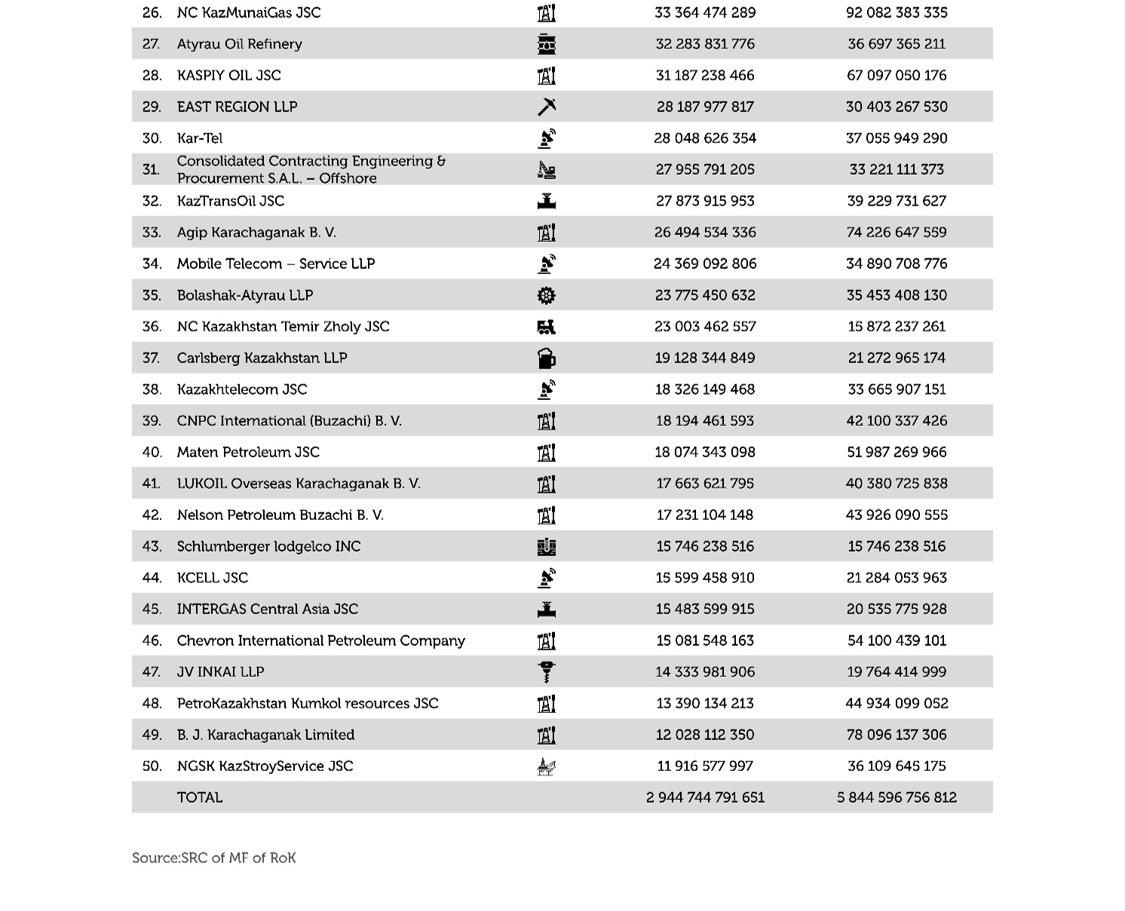 26. NC KazMunaiGas JSC 33 364 474 289 92 082 383 335
27. Atyrau Oil Refinery 32 283 831 776 36 697 365 211
28. KASPIY OIL JSC 31 187 238 466 67 097 050 176
29. EAST REGION LLP 28 187 977 817 30 403 267 530
30. Kar-Tel 28 048 626 354 37 055 949 290
31. Consolidated Contracting Engineering &
Procurement S.A.L. – Offshore 27 955 791 205 33 221 111 373
32. KazTransOil JSC 27 873 915 953 39 229 731 627
33. Agip Karachaganak B. V. 26 494 534 336 74 226 647 559
34. Mobile Telecom – Service LLP 24 369 092 806 34 890 708 776
35. Bolashak-Atyrau LLP 23 775 450 632 35 453 408 130
36. NC Kazakhstan Temir Zholy JSC 23 003 462 557 15 872 237 261
37. Carlsberg Kazakhstan LLP 19 128 344 849 21 272 965 174
38. Kazakhtelecom JSC 18 326 149 468 33 665 907 151
39. CNPC International (Buzachi) B. V. 18 194 461 593 42 100 337 426
40. Maten Petroleum JSC 18 074 343 098 51 987 269 966
41. LUKOIL Overseas Karachaganak B. V. 17 663 621 795 40 380 725 838
42. Nelson Petroleum Buzachi B. V. 17 231 104 148 43 926 090 555
43. Schlumberger lodgelco INC 15 746 238 516 15 746 238 516
44. KCELL JSC 15 599 458 910 21 284 053 963
45. INTERGAS Central Asia JSC 15 483 599 915 20 535 775 928
46. Chevron International Petroleum Company 15 081 548 163 54 100 439 101
47. JV INKAI LLP 14 333 981 906 19 764 414 999
48. PetroKazakhstan Kumkol resources JSC 13 390 134 213 44 934 099 052
49. B. J. Karachaganak Limited 12 028 112 350 78 096 137 306
50. NGSK KazStroyService JSC 11 916 577 997 36 109 645 175
TOTAL 2 944 744 791 651 5 844 596 756 812
Source:SRC of MF of RoK